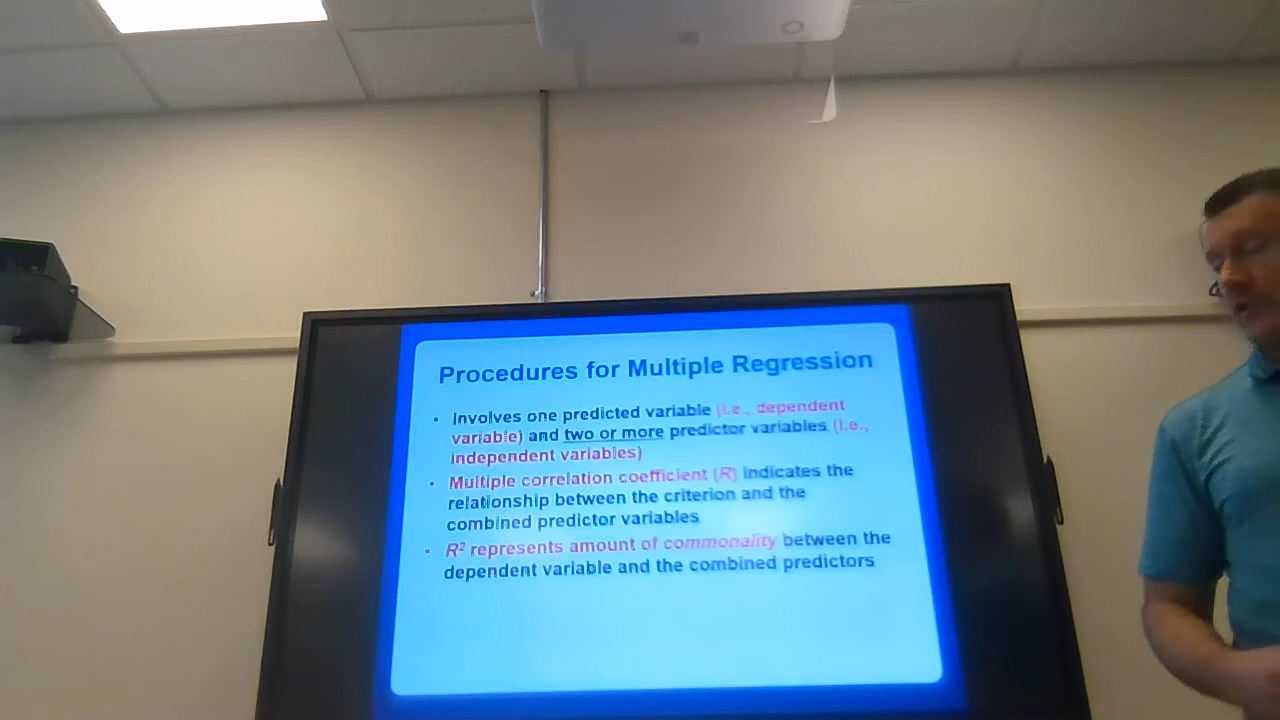 Procedures for Multiple Regression
• Involves one predicted variable (i.e., dependent
variable) and two or more predictor variables (i.e.,
independent variables)
• Multiple correlation coefficient (R) indicates the
relationship between the criterion and the
combined predictor variables
• R² represents amount of commonality between the
dependent variable and the combined predictors